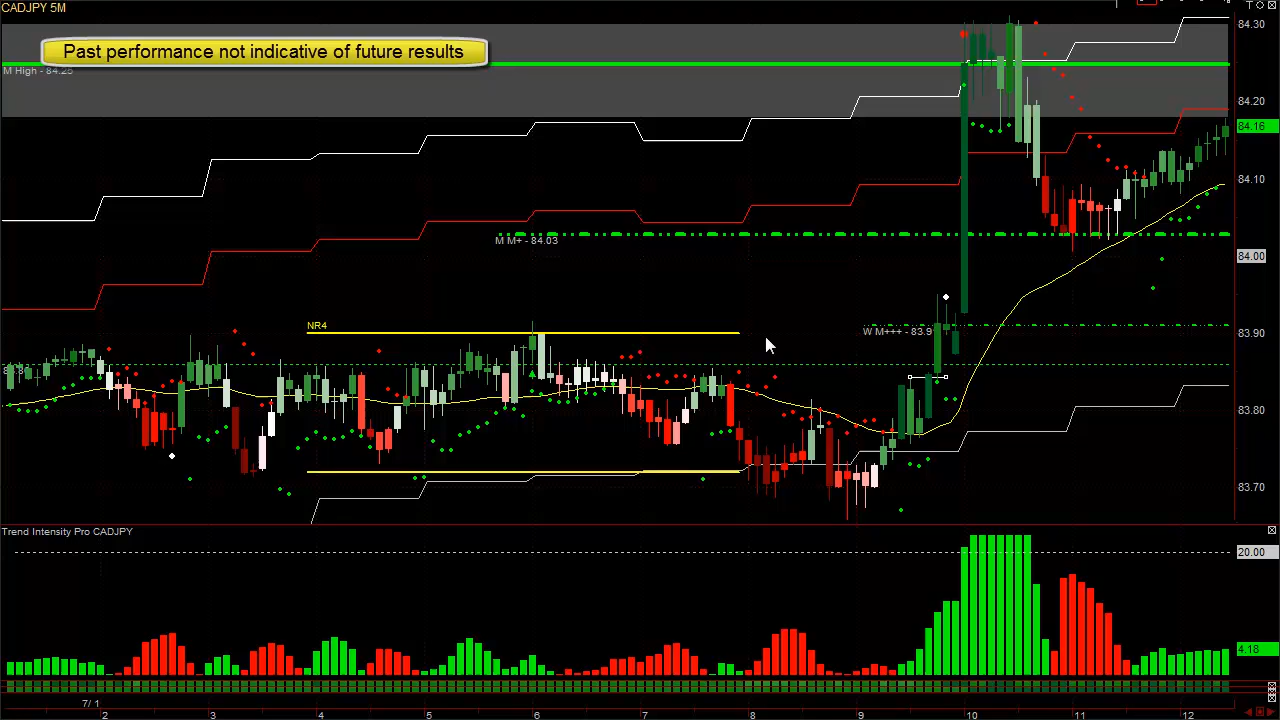 CADJPY 5M
84.30
Past performance not indicative of future results
M High - 84.25
84.20
84.16
84.10
M M+ - 84.03
84.00
NR4
W M+++ - 83.9
83.90
83.80
83.70
Trend Intensity Pro CADJPY
20.00
4.18
7/ 1
2 3 4 5 6 7 8 9 10 11 12